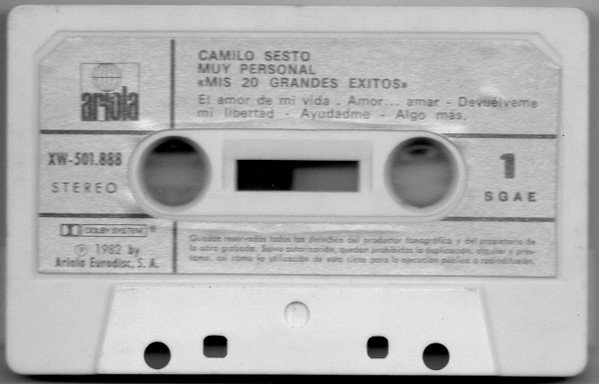 CAMILO SESTO
MUY PERSONAL
«MIS 20 GRANDES EXITOS»
El amor de mi vida . Amor... amar - Devuélveme
mi libertad - Ayudadme - Algo más.
ariola
XW-501.888
STEREO
1
SGAE
DOLBY SYSTEM ®
Ⓟ 1982 by
Ariola Eurodisc, S. A.
Quedan reservados todos los derechos del productor fonográfico y del propietario de
la obra grabada. Salvo autorización, quedan prohibidos la duplicación, alquiler y prés-
tamo, así como la utilización de esta cinta para la ejecución pública o radiodifusión.